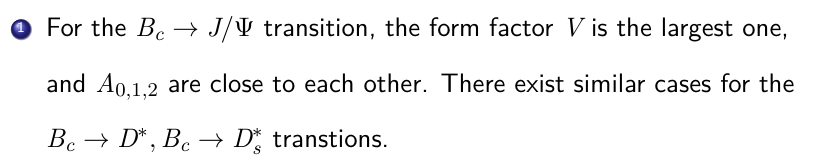 1 For the $B_c \to J/\Psi$ transition, the form factor $V$ is the largest one,
and $A_{0,1,2}$ are close to each other. There exist similar cases for the
$B_c \to D^*, B_c \to D_s^*$ transtions.